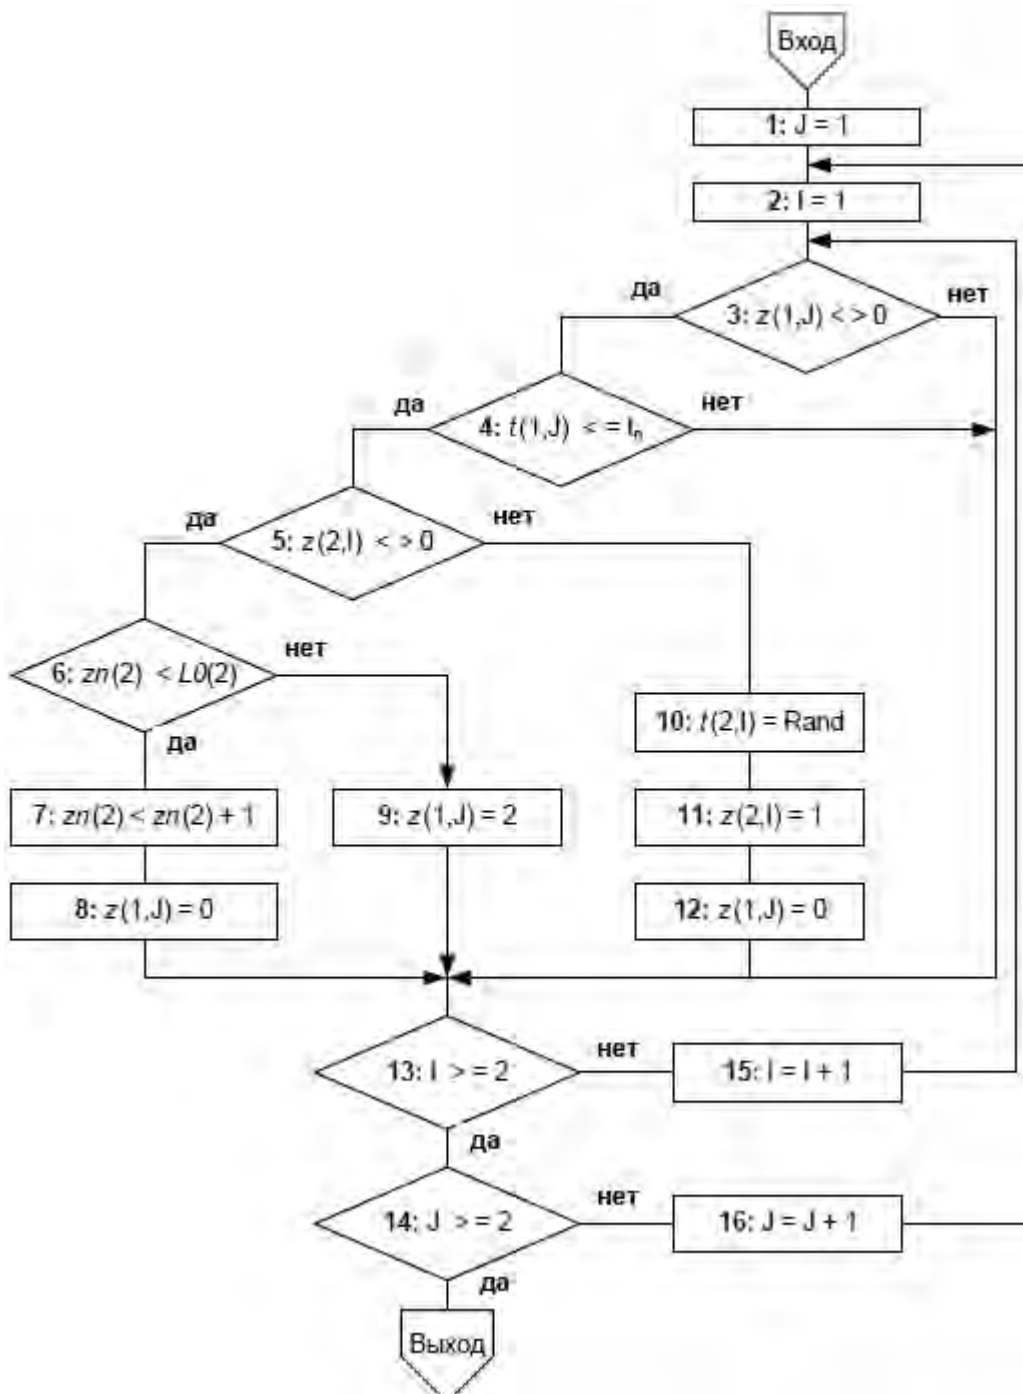 Вход
1: J = 1
2: I = 1
да
нет
3: z(1,J) < > 0
да
нет
4: t(1,J) < = tₙ
да
нет
5: z(2,I) < > 0
нет
6: zn(2) < L0(2)
да
10: t(2,I) = Rand
7: zn(2) < zn(2) + 1
9: z(1,J) = 2
11: z(2,I) = 1
8: z(1,J) = 0
12: z(1,J) = 0
нет
13: I > = 2
15: I = I + 1
да
нет
14: J > = 2
16: J = J + 1
да
Выход